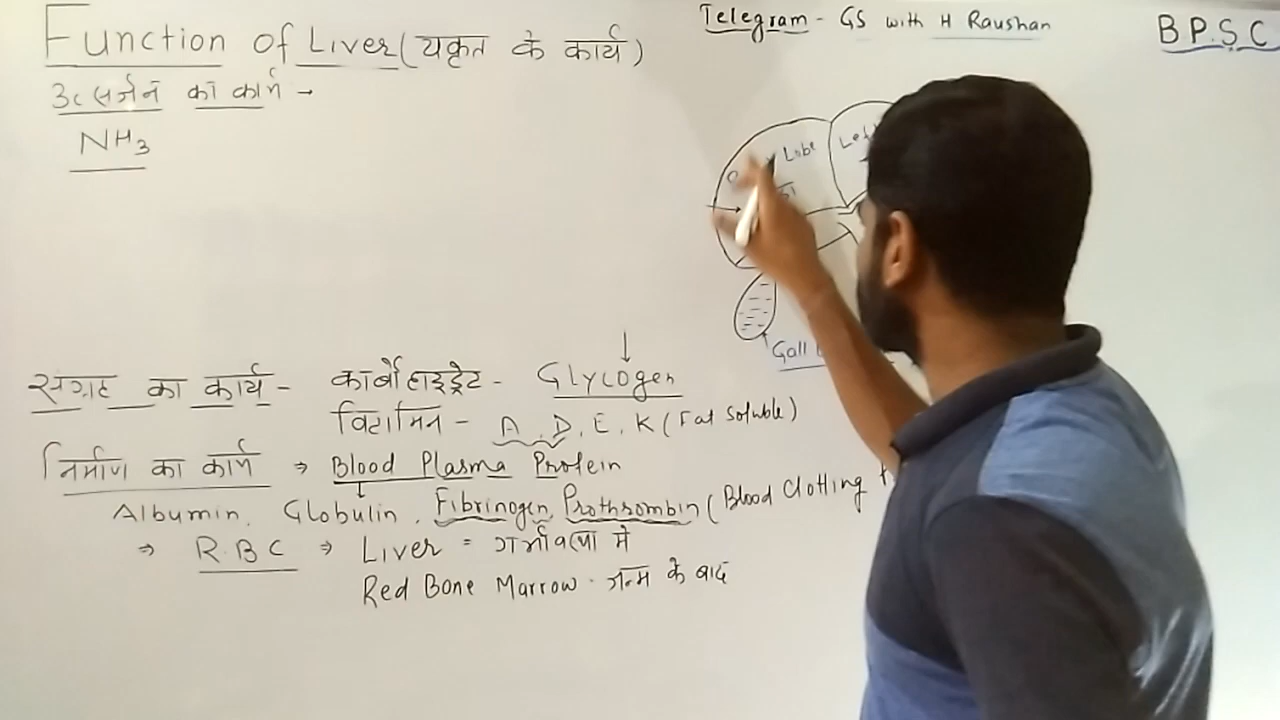 Function of Liver (यकृत के कार्य)
Telegram - GS with H Raushan
B.P.S.C
उत्सर्जन का कार्य →
NH3
Lobe
Left
Gall
संग्रह का कार्य - कार्बोहाइड्रेट - Glycogen
विटामिन - A, D, E, K (Fat soluble)
निर्माण का कार्य → Blood Plasma Protein
Albumin, Globulin, Fibrinogen, Prothrombin (Blood Clotting
⇒ R.B.C ⇒ Liver = गर्भावस्था में
Red Bone Marrow - जन्म के बाद